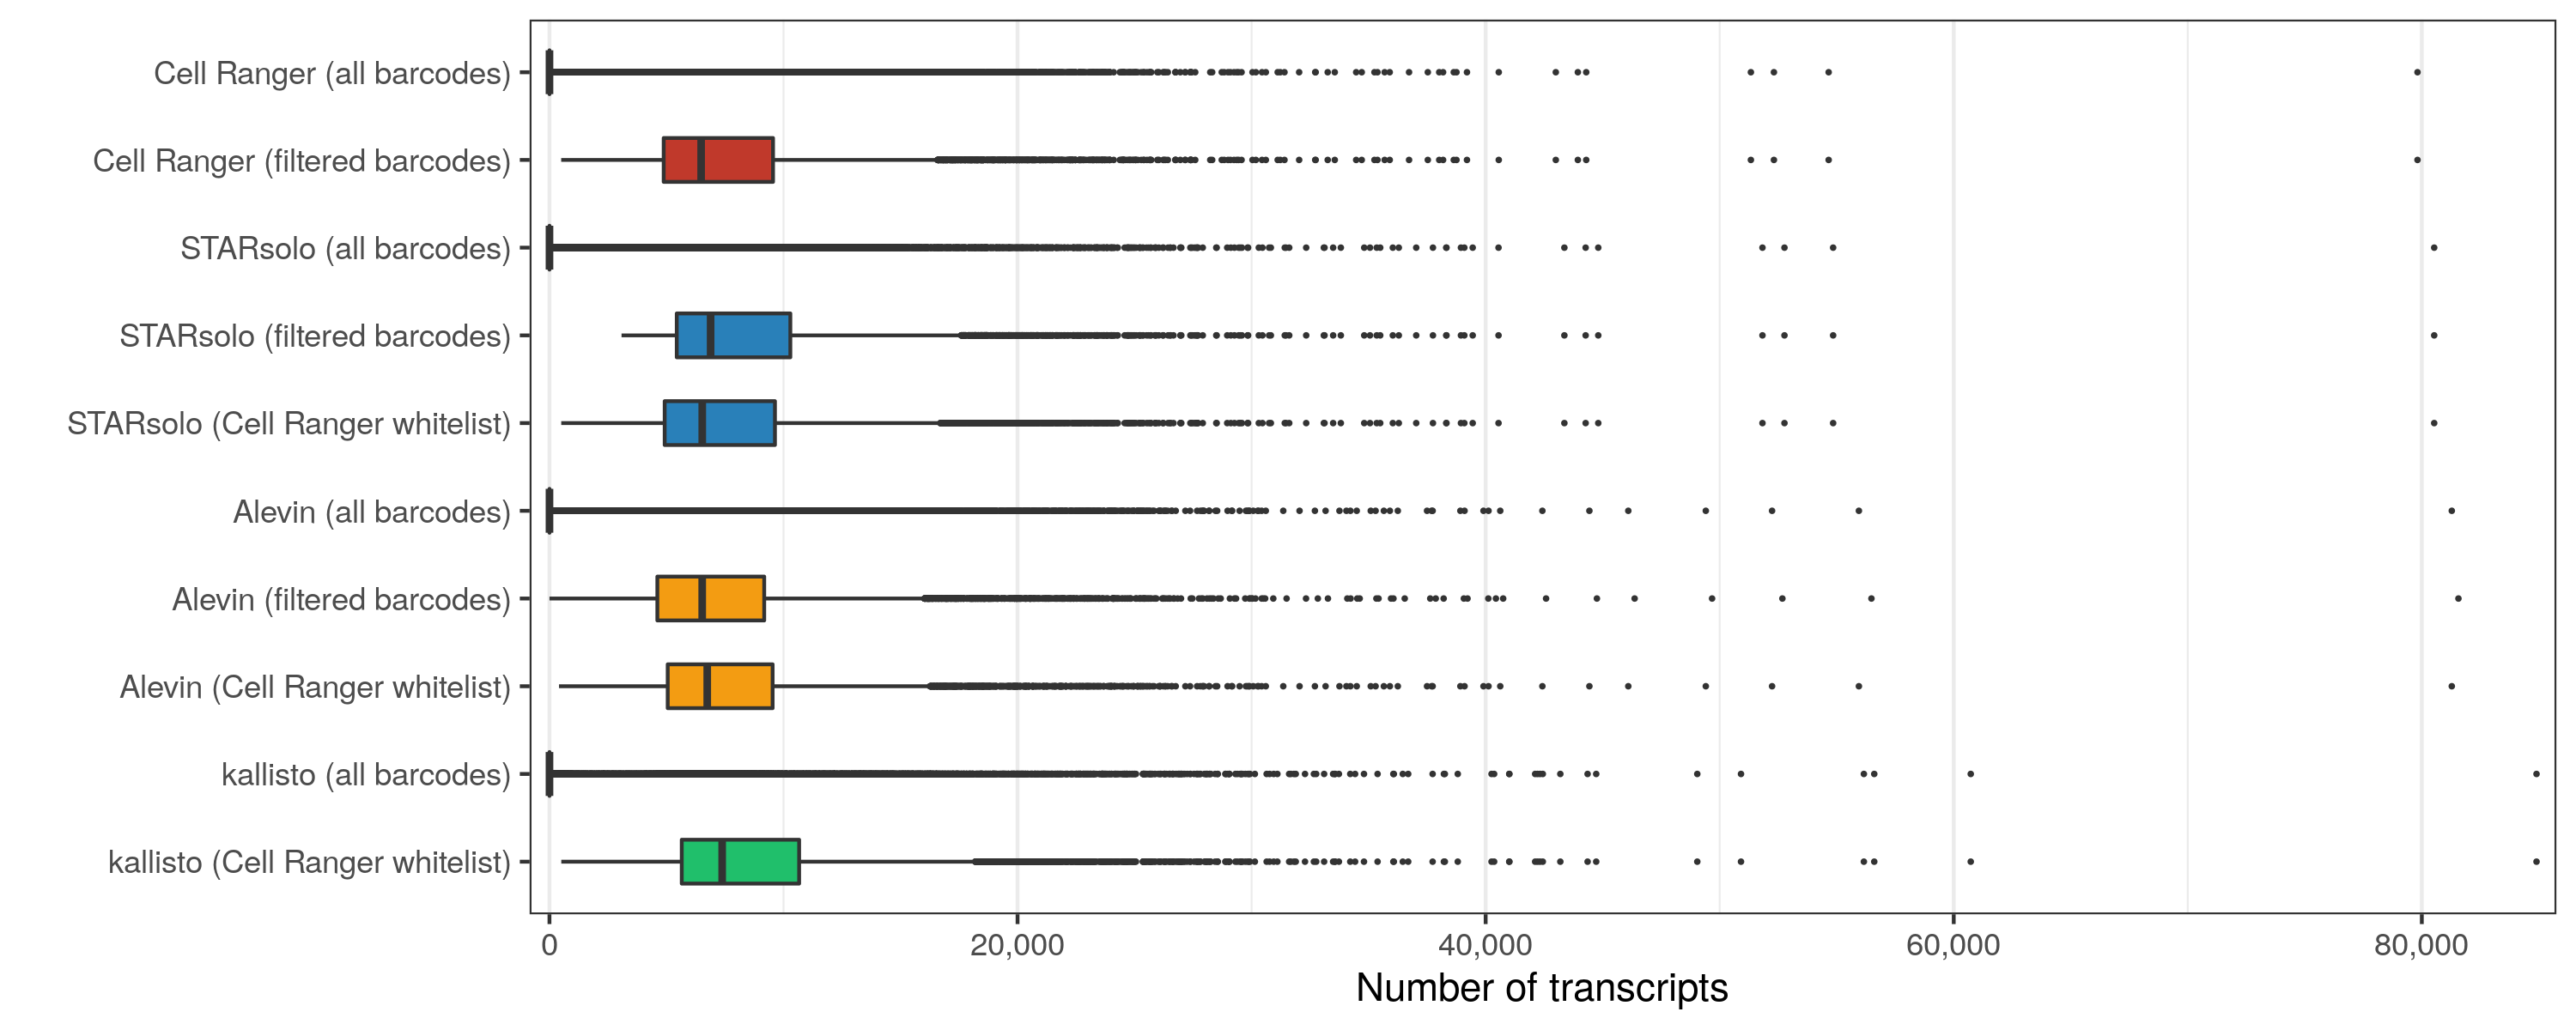 Cell Ranger (all barcodes)
Cell Ranger (filtered barcodes)
STARsolo (all barcodes)
STARsolo (filtered barcodes)
STARsolo (Cell Ranger whitelist)
Alevin (all barcodes)
Alevin (filtered barcodes)
Alevin (Cell Ranger whitelist)
kallisto (all barcodes)
kallisto (Cell Ranger whitelist)
0 20,000 40,000 60,000 80,000
Number of transcripts